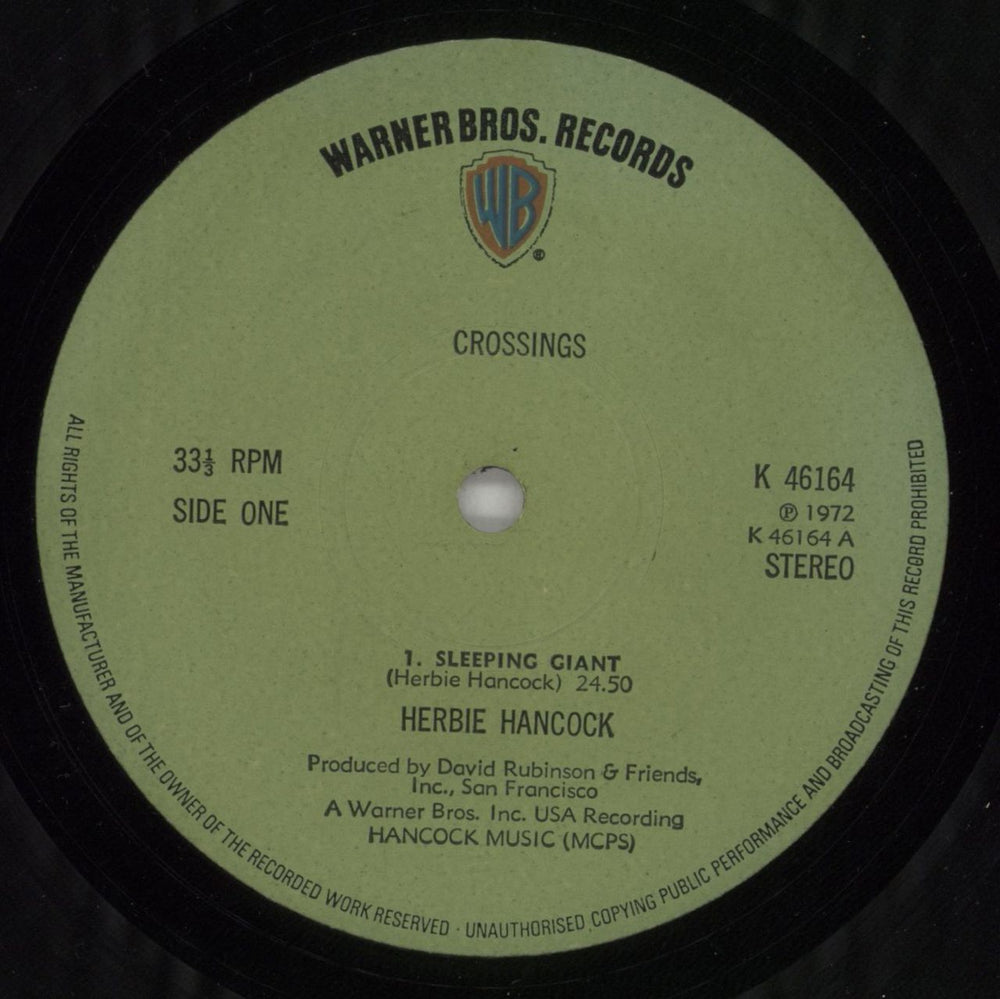 WARNER BROS. RECORDS
WB
®
CROSSINGS
33⅓ RPM
SIDE ONE
K 46164
℗ 1972
K 46164 A
STEREO
1. SLEEPING GIANT
(Herbie Hancock) 24.50
HERBIE HANCOCK
Produced by David Rubinson & Friends,
Inc., San Francisco
A Warner Bros. Inc. USA Recording
HANCOCK MUSIC (MCPS)
ALL RIGHTS OF THE MANUFACTURER AND OF THE OWNER OF THE RECORDED WORK RESERVED · UNAUTHORISED COPYING PUBLIC PERFORMANCE AND BROADCASTING OF THIS RECORD PROHIBITED